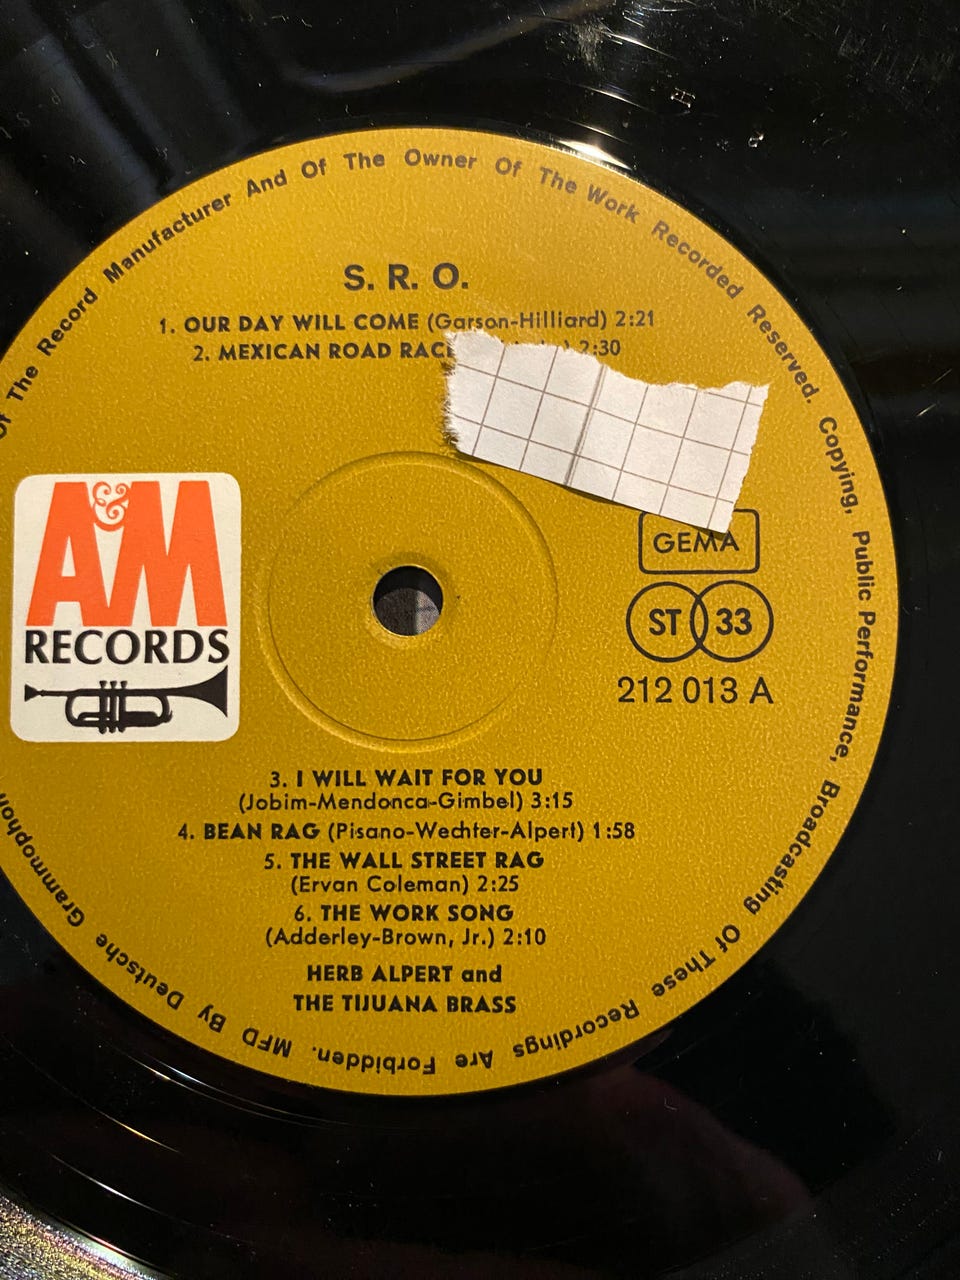 Of The Record Manufacturer And Of The Owner Of The Work Recorded Reserved. Copying, Public Performance, Broadcasting Of These Recordings Are Forbidden. MFD By Deutsche Grammophon
S. R. O.
1. OUR DAY WILL COME (Garson-Hilliard) 2:21
2. MEXICAN ROAD 2:30
A&M
RECORDS
GEMA
ST 33
212 013 A
3. I WILL WAIT FOR YOU
(Jobim-Mendonca-Gimbel) 3:15
4. BEAN RAG (Pisano-Wechter-Alpert) 1:58
5. THE WALL STREET RAG
(Ervan Coleman) 2:25
6. THE WORK SONG
(Adderley-Brown, Jr.) 2:10
HERB ALPERT and
THE TIJUANA BRASS